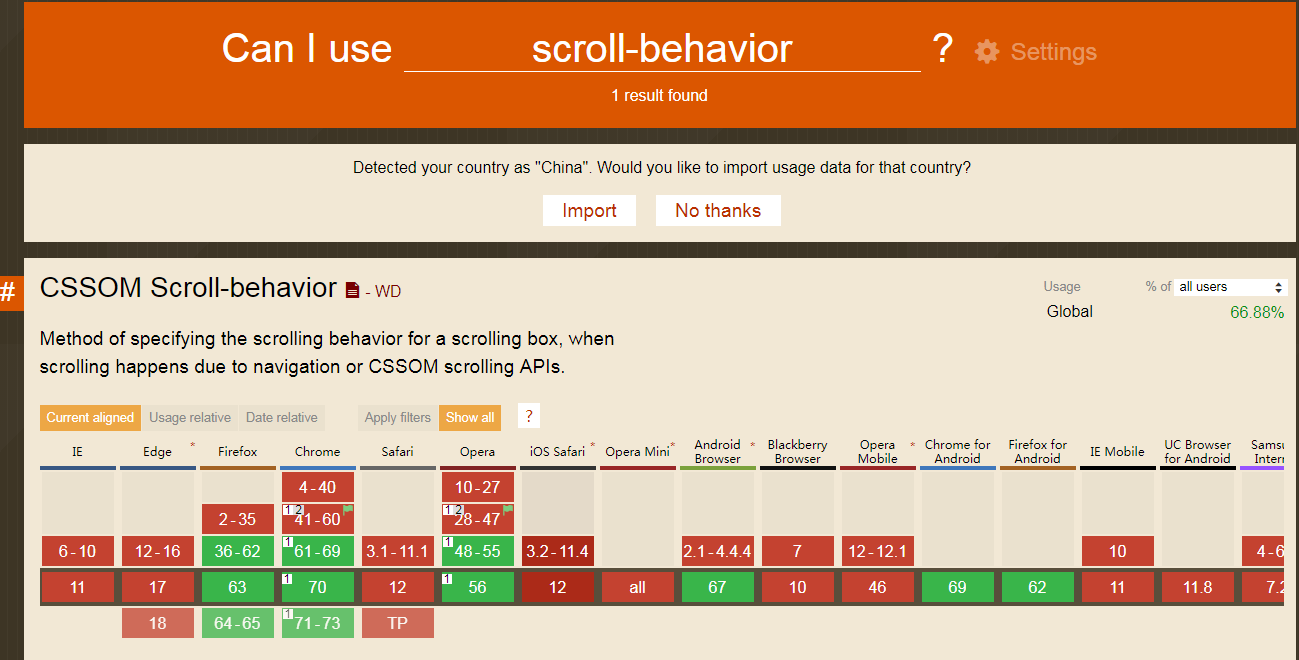 Can I use scroll-behavior ? Settings
1 result found
Detected your country as "China". Would you like to import usage data for that country?
Import No thanks
# CSSOM Scroll-behavior - WD
Usage % of all users
Global 66.88%
Method of specifying the scrolling behavior for a scrolling box, when
scrolling happens due to navigation or CSSOM scrolling APIs.
Current aligned Usage relative Date relative Apply filters Show all ?
IE Edge * Firefox Chrome Safari Opera iOS Safari * Opera Mini * Android Browser * Blackberry Browser Opera Mobile * Chrome for Android Firefox for Android IE Mobile UC Browser for Android Samsu Intern
4-40 10-27
2-35 1 2 41-60 1 2 28-47
6-10 12-16 36-62 1 61-69 3.1-11.1 1 48-55 3.2-11.4 2.1-4.4.4 7 12-12.1 10 4-6
11 17 63 1 70 12 1 56 12 all 67 10 46 69 62 11 11.8 7.2
18 64-65 1 71-73 TP